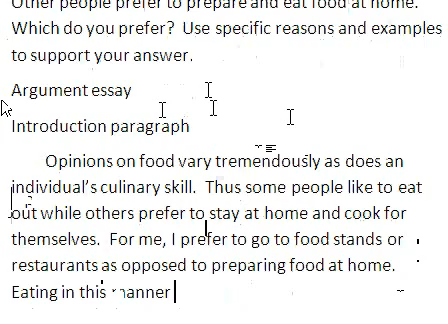 Other people prefer to prepare and eat food at home.
Which do you prefer?  Use specific reasons and examples
to support your answer.
Argument essay
Introduction paragraph
Opinions on food vary tremendously as does an
individual's culinary skill.  Thus some people like to eat
out while others prefer to stay at home and cook for
themselves.  For me, I prefer to go to food stands or
restaurants as opposed to preparing food at home.
Eating in this manner